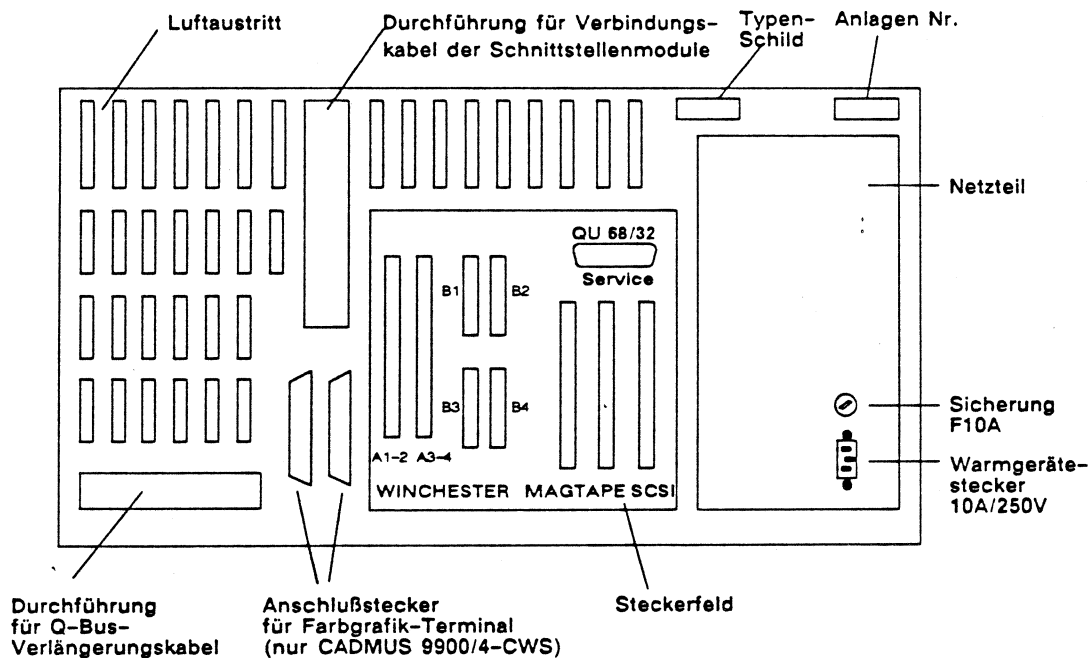 Luftaustritt
Durchführung für Verbindungs-
kabel der Schnittstellenmodule
Typen-
Schild
Anlagen Nr.
Netzteil
QU 68/32
Service
B1
B2
B3
B4
A1-2 A3-4
WINCHESTER MAGTAPE SCSI
Sicherung
F10A
Warmgeräte-
stecker
10A/250V
Durchführung
für Q-Bus-
Verlängerungskabel
Anschlußstecker
für Farbgrafik-Terminal
(nur CADMUS 9900/4-CWS)
Steckerfeld